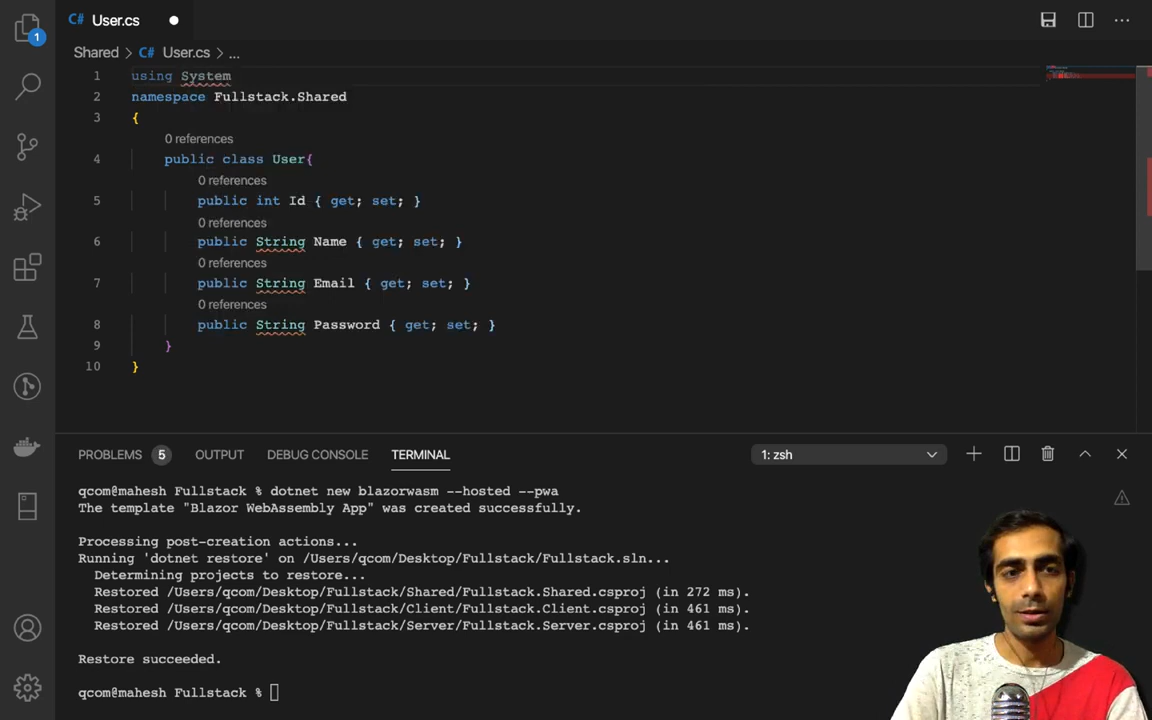 C# User.cs
1
Shared > C# User.cs > ...
1 using System
2 namespace Fullstack.Shared
3 {
0 references
4 public class User{
0 references
5 public int Id { get; set; }
0 references
6 public String Name { get; set; }
0 references
7 public String Email { get; set; }
0 references
8 public String Password { get; set; }
9 }
10 }
PROBLEMS 5 OUTPUT DEBUG CONSOLE TERMINAL 1: zsh
qcom@mahesh Fullstack % dotnet new blazorwasm --hosted --pwa
The template "Blazor WebAssembly App" was created successfully.
Processing post-creation actions...
Running 'dotnet restore' on /Users/qcom/Desktop/Fullstack/Fullstack.sln...
Determining projects to restore...
Restored /Users/qcom/Desktop/Fullstack/Shared/Fullstack.Shared.csproj (in 272 ms).
Restored /Users/qcom/Desktop/Fullstack/Client/Fullstack.Client.csproj (in 461 ms).
Restored /Users/qcom/Desktop/Fullstack/Server/Fullstack.Server.csproj (in 461 ms).
Restore succeeded.
qcom@mahesh Fullstack %